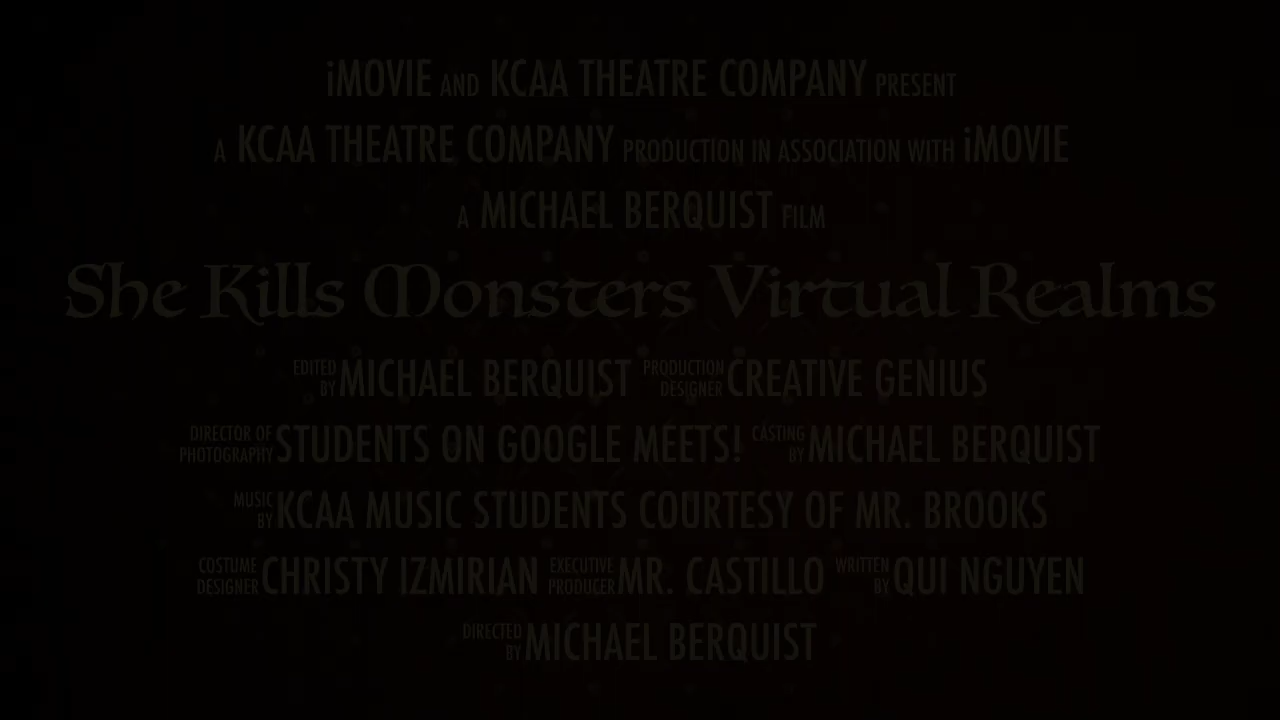 iMOVIE AND KCAA THEATRE COMPANY PRESENT
A KCAA THEATRE COMPANY PRODUCTION IN ASSOCIATION WITH iMOVIE
A MICHAEL BERQUIST FILM
She Kills Monsters Virtual Realms
EDITED BY MICHAEL BERQUIST PRODUCTION DESIGNER CREATIVE GENIUS
DIRECTOR OF PHOTOGRAPHY STUDENTS ON GOOGLE MEETS! CASTING BY MICHAEL BERQUIST
MUSIC BY KCAA MUSIC STUDENTS COURTESY OF MR. BROOKS
COSTUME DESIGNER CHRISTY IZMIRIAN EXECUTIVE PRODUCER MR. CASTILLO WRITTEN BY QUI NGUYEN
DIRECTED BY MICHAEL BERQUIST